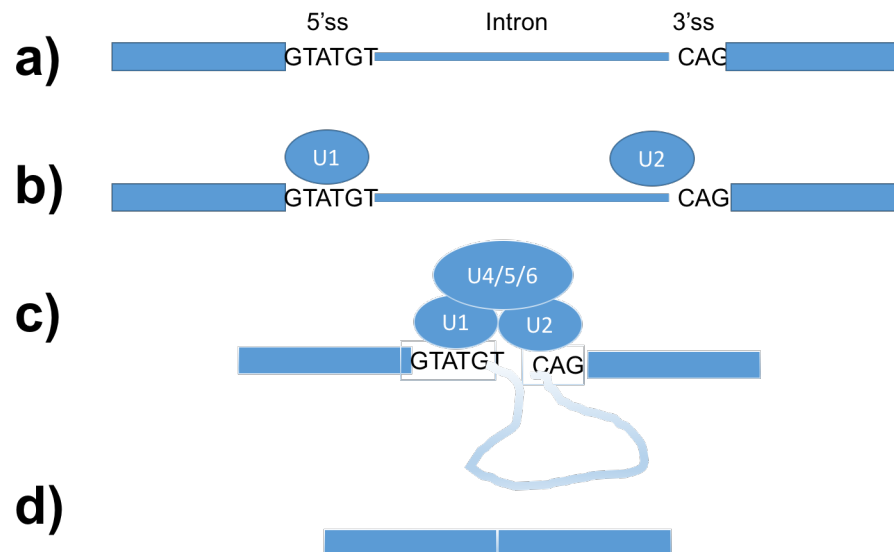 5'ss Intron 3'ss
a) GTATGT CAG
U1 U2
b) GTATGT CAG
U4/5/6
c) U1 U2
GTATGT CAG
d)